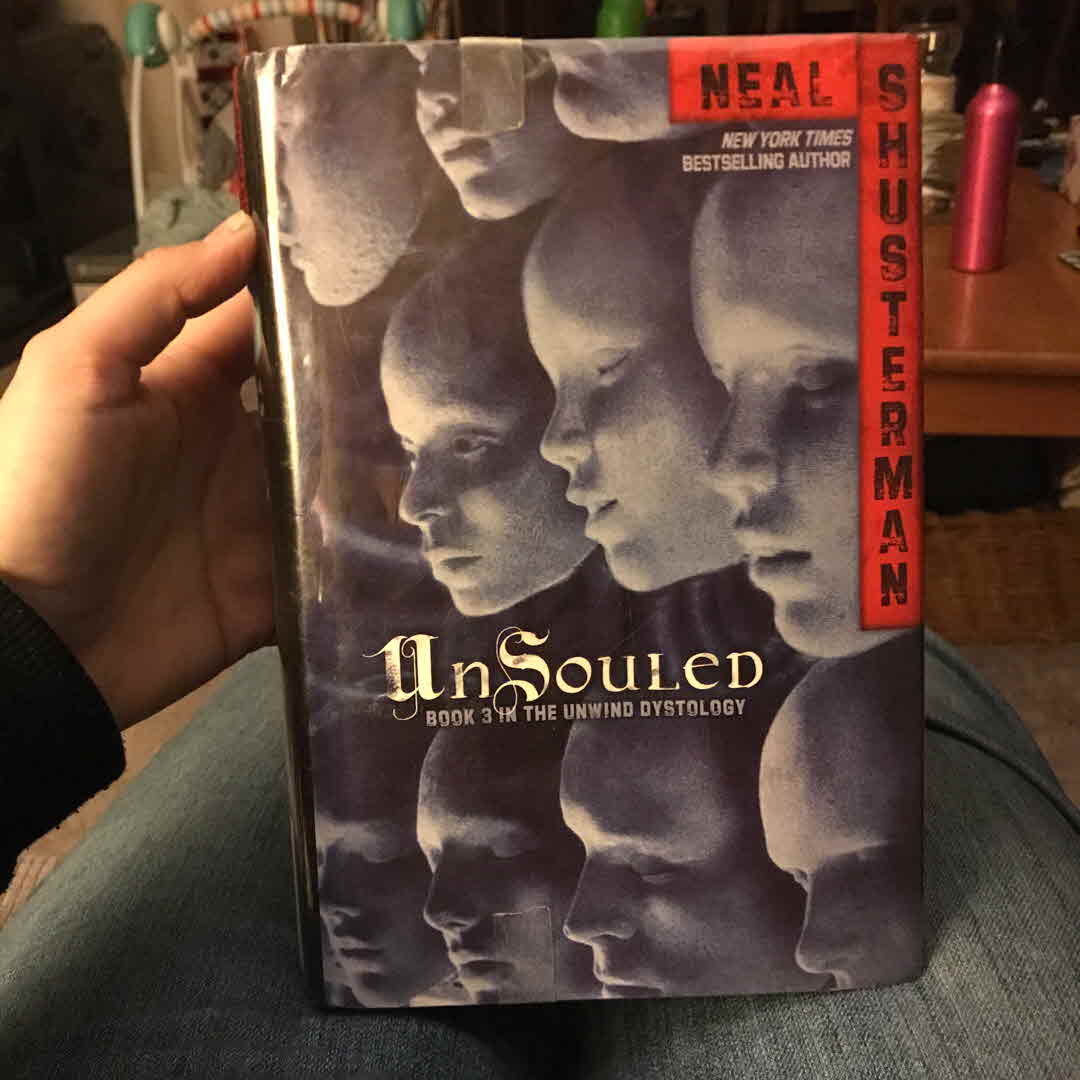 NEAL
SHUSTERMAN
NEW YORK TIMES
BESTSELLING AUTHOR
UnSouled
BOOK 3 IN THE UNWIND DYSTOLOGY